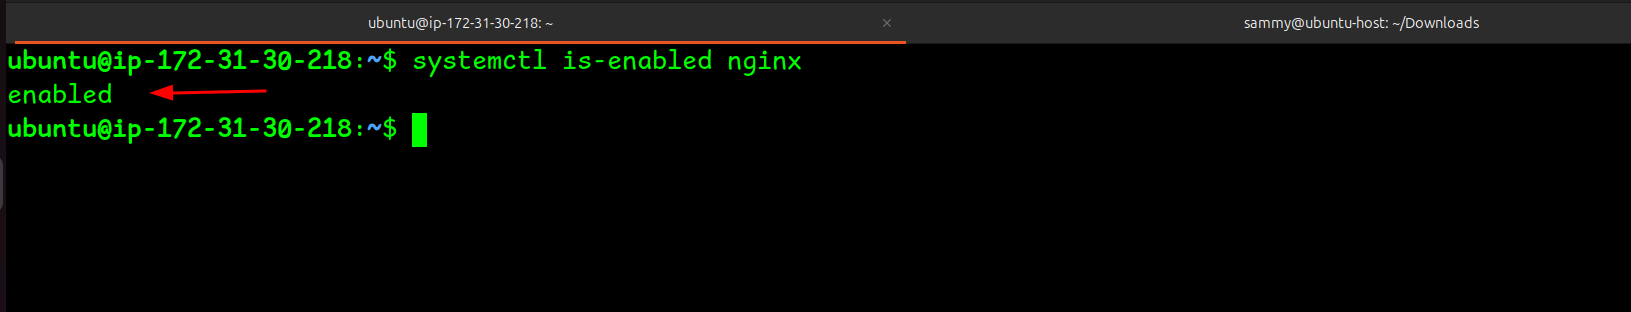 ubuntu@ip-172-31-30-218: ~
×
sammy@ubuntu-host: ~/Downloads
ubuntu@ip-172-31-30-218:~$ systemctl is-enabled nginx
enabled
ubuntu@ip-172-31-30-218:~$